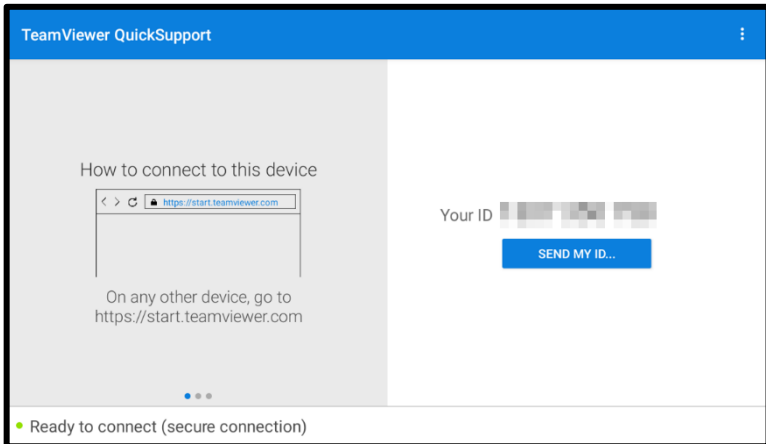 TeamViewer QuickSupport
How to connect to this device
https://start.teamviewer.com
On any other device, go to
https://start.teamviewer.com
Your ID
SEND MY ID...
Ready to connect (secure connection)